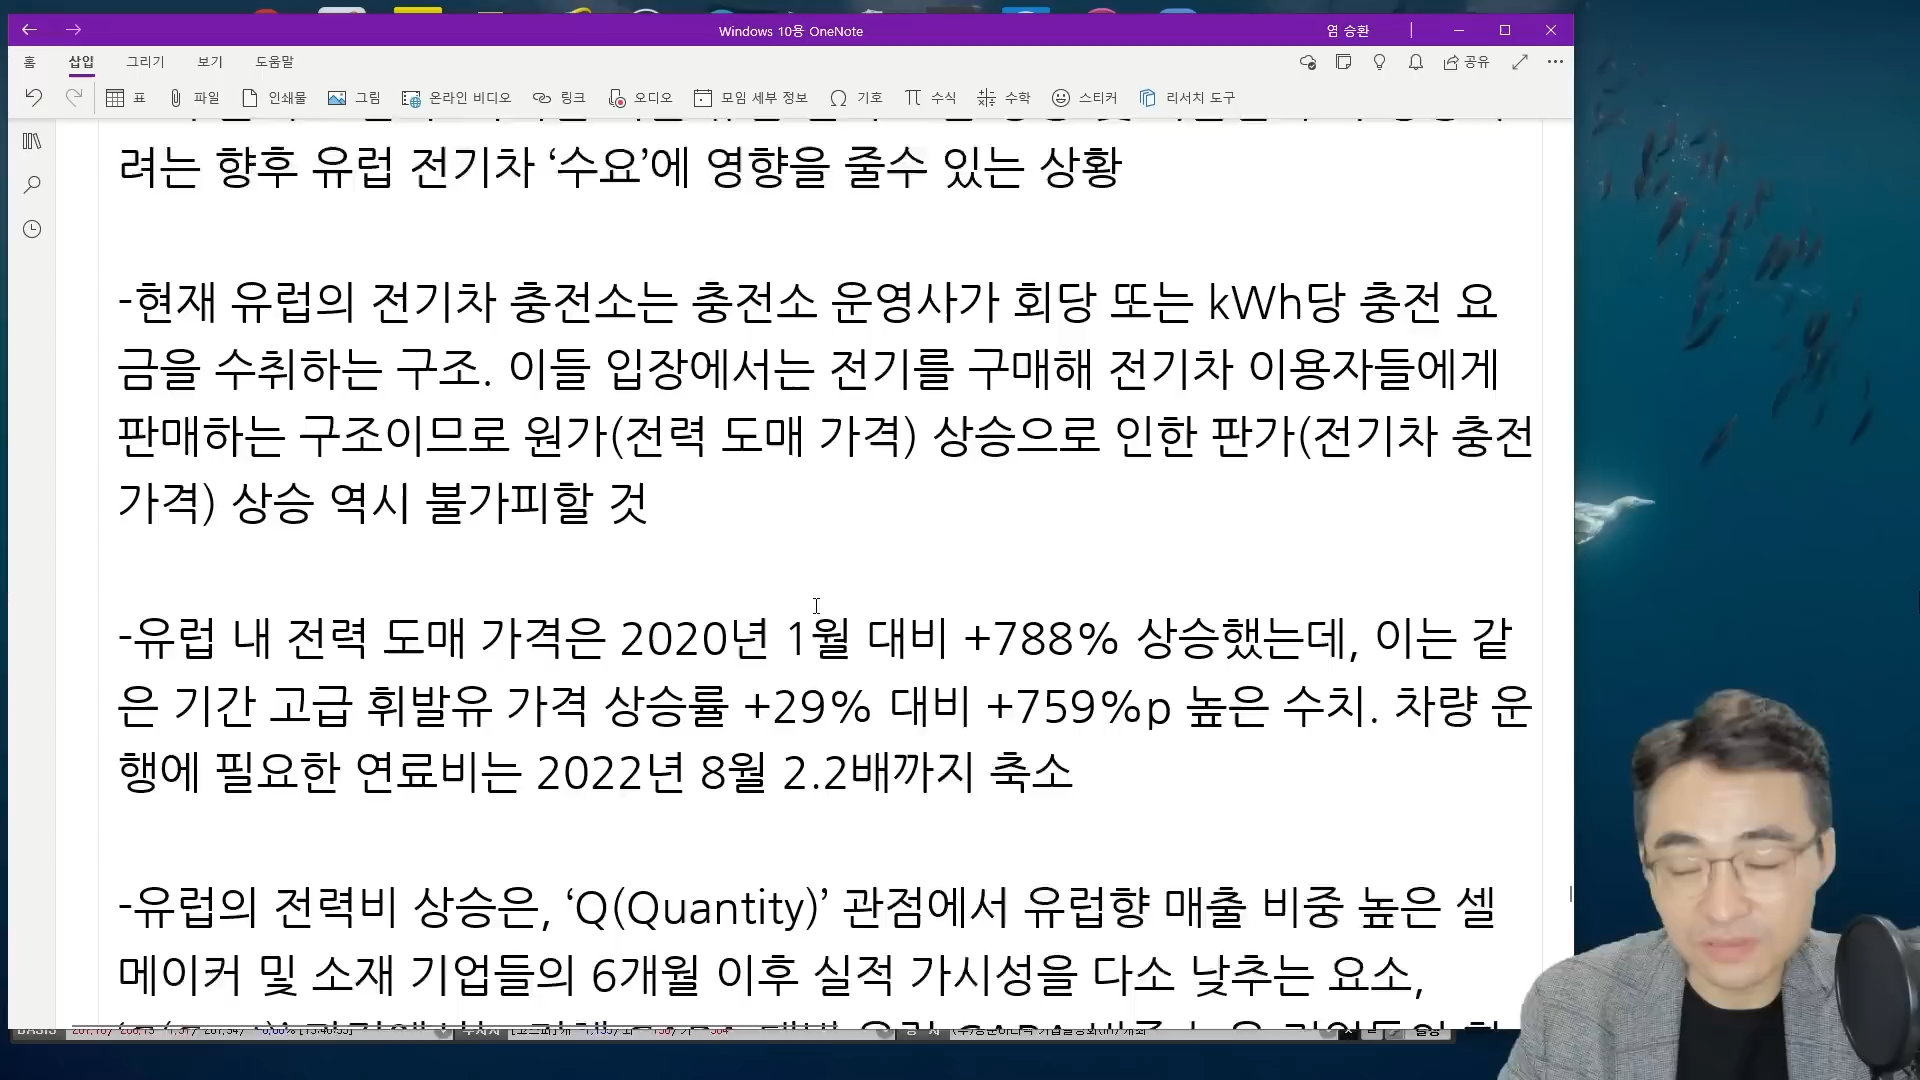 Windows 10용 OneNote
염 승환
홈 삽입 그리기 보기 도움말
공유
표 파일 인쇄물 그림 온라인 비디오 링크 오디오 모임 세부 정보 기호 수식 수학 스티커 리서치 도구
려는 향후 유럽 전기차 ‘수요’에 영향을 줄수 있는 상황
-현재 유럽의 전기차 충전소는 충전소 운영사가 회당 또는 kWh당 충전 요
금을 수취하는 구조. 이들 입장에서는 전기를 구매해 전기차 이용자들에게
판매하는 구조이므로 원가(전력 도매 가격) 상승으로 인한 판가(전기차 충전
가격) 상승 역시 불가피할 것
-유럽 내 전력 도매 가격은 2020년 1월 대비 +788% 상승했는데, 이는 같
은 기간 고급 휘발유 가격 상승률 +29% 대비 +759%p 높은 수치. 차량 운
행에 필요한 연료비는 2022년 8월 2.2배까지 축소
-유럽의 전력비 상승은, ‘Q(Quantity)’ 관점에서 유럽향 매출 비중 높은 셀
메이커 및 소재 기업들의 6개월 이후 실적 가시성을 다소 낮추는 요소,